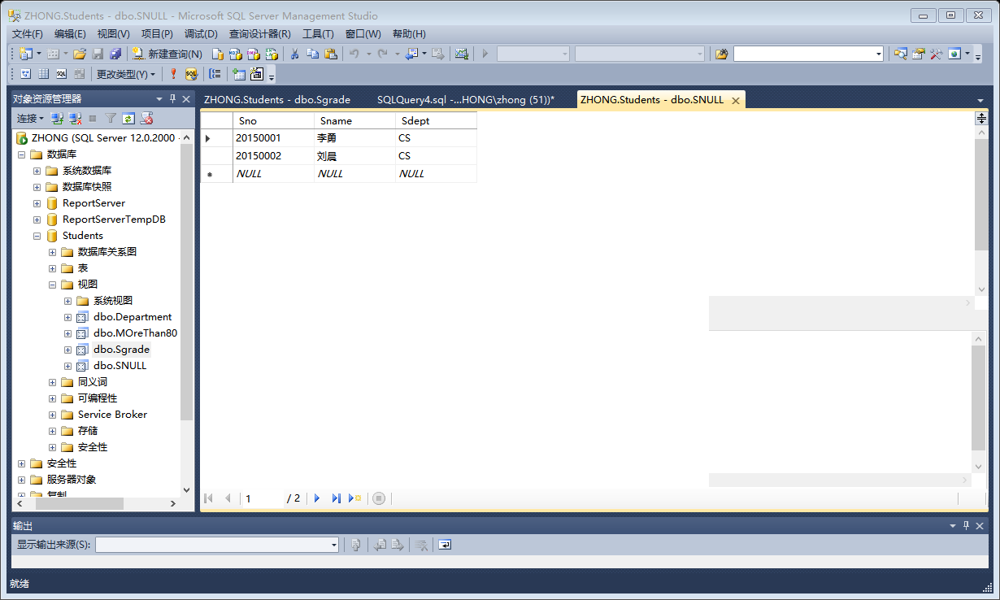 ZHONG.Students - dbo.SNULL - Microsoft SQL Server Management Studio
文件(F) 编辑(E) 视图(V) 项目(P) 调试(D) 查询设计器(R) 工具(T) 窗口(W) 帮助(H)
新建查询(N)
更改类型(Y)
对象资源管理器
连接
ZHONG (SQL Server 12.0.2000 -
数据库
系统数据库
数据库快照
ReportServer
ReportServerTempDB
Students
数据库关系图
表
视图
系统视图
dbo.Department
dbo.MOreThan80
dbo.Sgrade
dbo.SNULL
同义词
可编程性
Service Broker
存储
安全性
安全性
服务器对象
复制
ZHONG.Students - dbo.Sgrade SQLQuery4.sql -...HONG\zhong (51))* ZHONG.Students - dbo.SNULL
Sno Sname Sdept
20150001 李勇 CS
20150002 刘晨 CS
NULL NULL NULL
1 / 2
输出
显示输出来源(S):
就绪